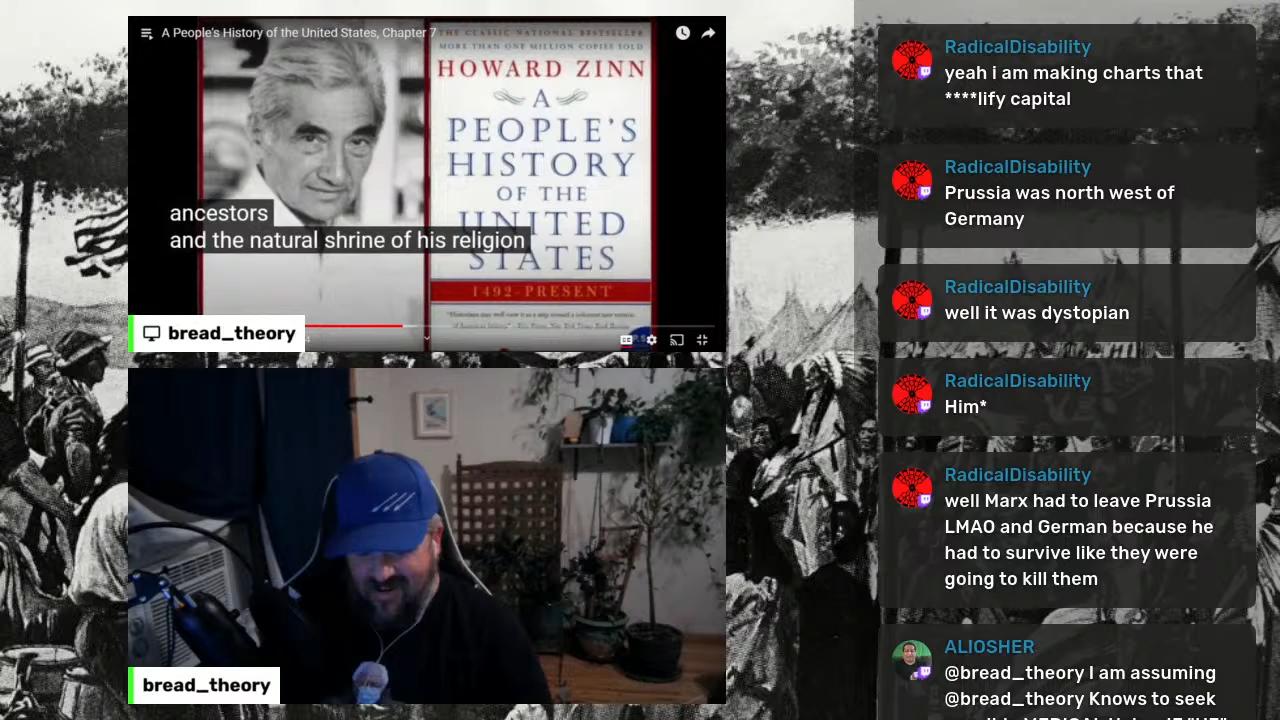 A People's History of the United States, Chapter 7
THE CLASSIC NATIONAL BESTSELLER
MORE THAN ONE MILLION COPIES SOLD
HOWARD ZINN
A
PEOPLE'S
HISTORY
OF THE
UNITED
STATES
1492–PRESENT
ancestors
and the natural shrine of his religion
bread_theory
bread_theory
RadicalDisability
yeah i am making charts that
****lify capital
RadicalDisability
Prussia was north west of
Germany
RadicalDisability
well it was dystopian
RadicalDisability
Him*
RadicalDisability
well Marx had to leave Prussia
LMAO and German because he
had to survive like they were
going to kill them
ALIOSHER
@bread_theory I am assuming
@bread_theory Knows to seek